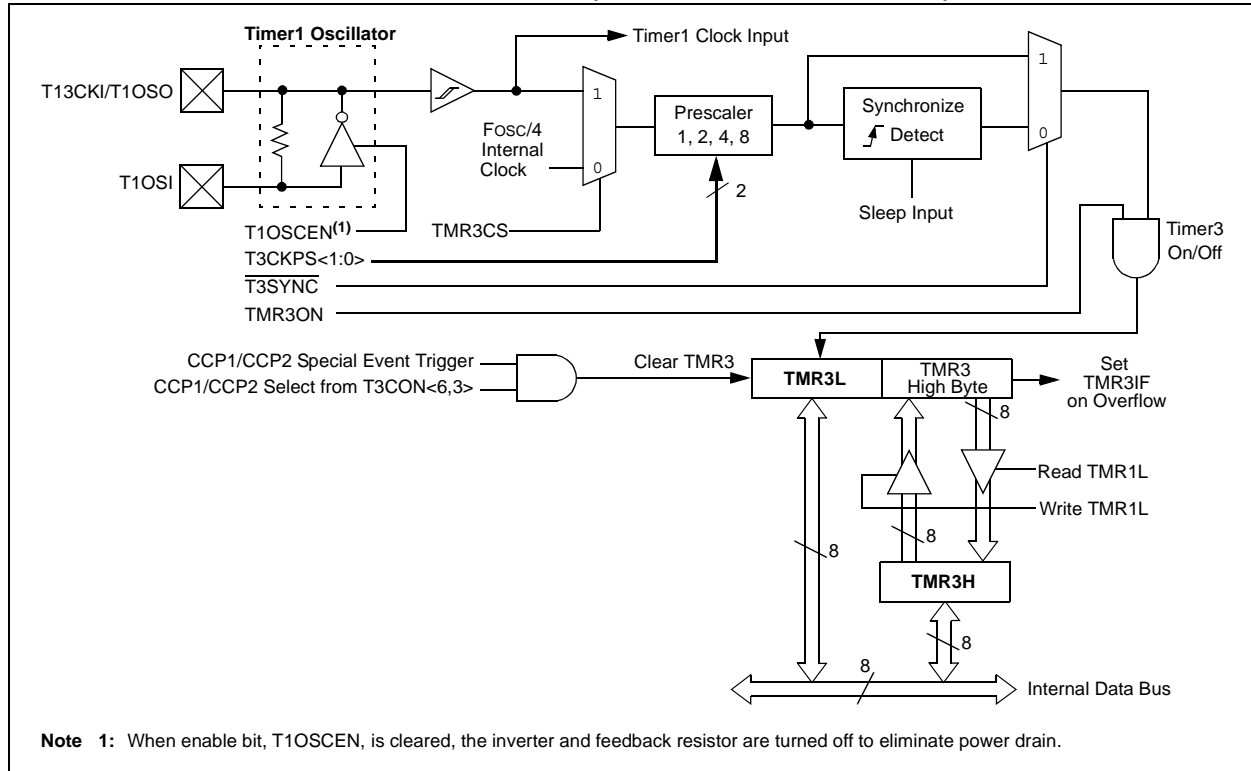 Timer1 Oscillator
Timer1 Clock Input
T13CKI/T1OSO
1
1
Prescaler
1, 2, 4, 8
Synchronize
Detect
FOSC/4
Internal
Clock
0
0
T1OSI
2
Sleep Input
T1OSCEN(1)
TMR3CS
Timer3
On/Off
T3CKPS<1:0>
T3SYNC
TMR3ON
CCP1/CCP2 Special Event Trigger
CCP1/CCP2 Select from T3CON<6,3>
Clear TMR3
TMR3L
TMR3
High Byte
Set
TMR3IF
on Overflow
8
Read TMR1L
Write TMR1L
8
8
TMR3H
8
8
Internal Data Bus
Note 1: When enable bit, T1OSCEN, is cleared, the inverter and feedback resistor are turned off to eliminate power drain.